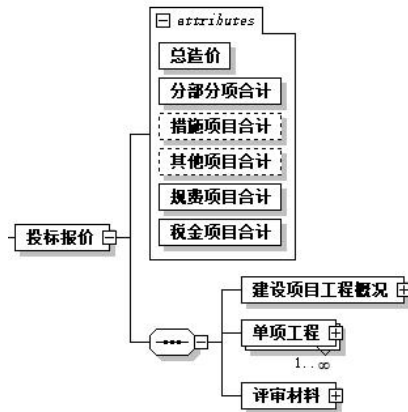 attributes
总造价
分部分项合计
措施项目合计
其他项目合计
规费项目合计
税金项目合计
投标报价
建设项目工程概况
单项工程
1..∞
评审材料